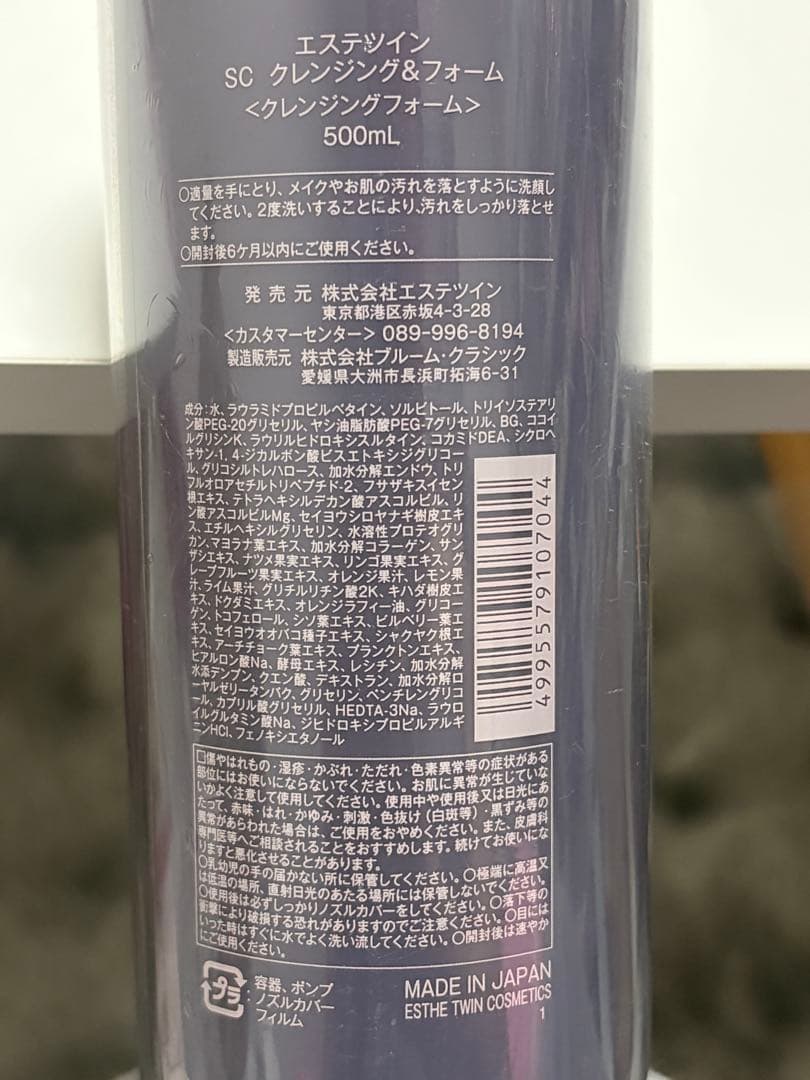 エステツイン
SC クレンジング&フォーム
<クレンジングフォーム>
500mL
○適量を手にとり、メイクやお肌の汚れを落とすように洗顔し
てください。2度洗いすることにより、汚れをしっかり落とせ
ます。
○開封後6ケ月以内にご使用ください。
発 売 元 株式会社エステツイン
東京都港区赤坂4-3-28
<カスタマーセンター> 089-996-8194
製造販売元 株式会社ブルーム・クラシック
愛媛県大洲市長浜町拓海6-31
成分:水、ラウラミドプロピルベタイン、ソルビトール、トリイソステアリ
ン酸PEG-20グリセリル、ヤシ油脂肪酸PEG-7グリセリル、BG、ココイ
ルグリシンK、ラウリルヒドロキシスルタイン、コカミドDEA、シクロヘ
キサン-1, 4-ジカルボン酸ビスエトキシジグリコー
ル、グリコシルトレハロース、加水分解エンドウ、トリ
フルオロアセチルトリペプチド-2、フサザキスイセン
根エキス、テトラヘキシルデカン酸アスコルビル、リ
ン酸アスコルビルMg、セイヨウシロヤナギ樹皮エキ
ス、エチルヘキシルグリセリン、水溶性プロテオグリ
カン、マヨラナ葉エキス、加水分解コラーゲン、サン
ザシエキス、ナツメ果実エキス、リンゴ果実エキス、グ
レープフルーツ果実エキス、オレンジ果汁、レモン果
汁、ライム果汁、グリチルリチン酸2K、キハダ樹皮エ
キス、ドクダミエキス、オレンジラフィー油、グリコー
ゲン、トコフェロール、シソ葉エキス、ビルベリー葉エ
キス、セイヨウオオバコ種子エキス、シャクヤク根エ
キス、アーチチョーク葉エキス、プランクトンエキス、
ヒアルロン酸Na、酵母エキス、レシチン、加水分解
水添デンプン、クエン酸、デキストラン、加水分解ロ
ーヤルゼリータンパク、グリセリン、ペンチレングリコ
ール、カプリル酸グリセリル、HEDTA-3Na、ラウロ
イルグルタミン酸Na、ジヒドロキシプロピルアルギ
ニンHCl、フェノキシエタノール
4995579107044
□傷やはれもの・湿疹・かぶれ・ただれ・色素異常等の症状がある
部位にはお使いにならないでください。お肌に異常が生じていな
いかよく注意して使用してください。使用中や使用後又は日光にあ
たって、赤味・はれ・かゆみ・刺激・色抜け(白斑等)・黒ずみ等の
異常があらわれた場合は、ご使用をおやめください。また、皮膚科
専門医等へご相談されることをおすすめします。続けてお使いにな
りますと悪化させることがあります。
○乳幼児の手の届かない所に保管してください。○極端に高温又
は低温の場所、直射日光のあたる場所には保管しないでください。
○使用後は必ずしっかりノズルカバーをしてください。○落下等の
衝撃により破損する恐れがありますのでご注意ください。○目には
いった時はすぐに水でよく洗い流してください。○開封後は速やか
にご使用ください。
プラ
容器、ポンプ
:ノズルカバー
フィルム
MADE IN JAPAN
ESTHE TWIN COSMETICS
1